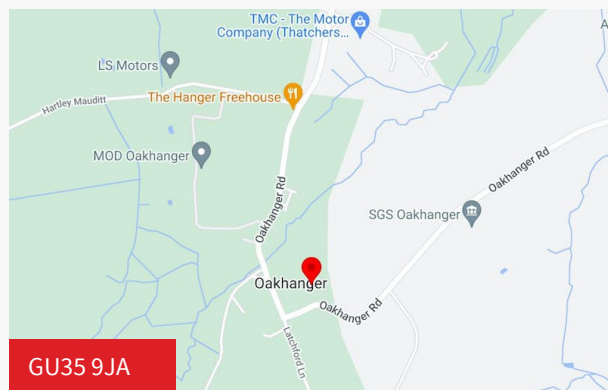 TMC - The Motor
Company (Thatchers...
LS Motors
The Hanger Freehouse
Hartley Mauditt
MOD Oakhanger
Oakhanger Rd
Oakhanger Rd
SGS Oakhanger
Oakhanger
Oakhanger Rd
Latchford Ln
GU35 9JA